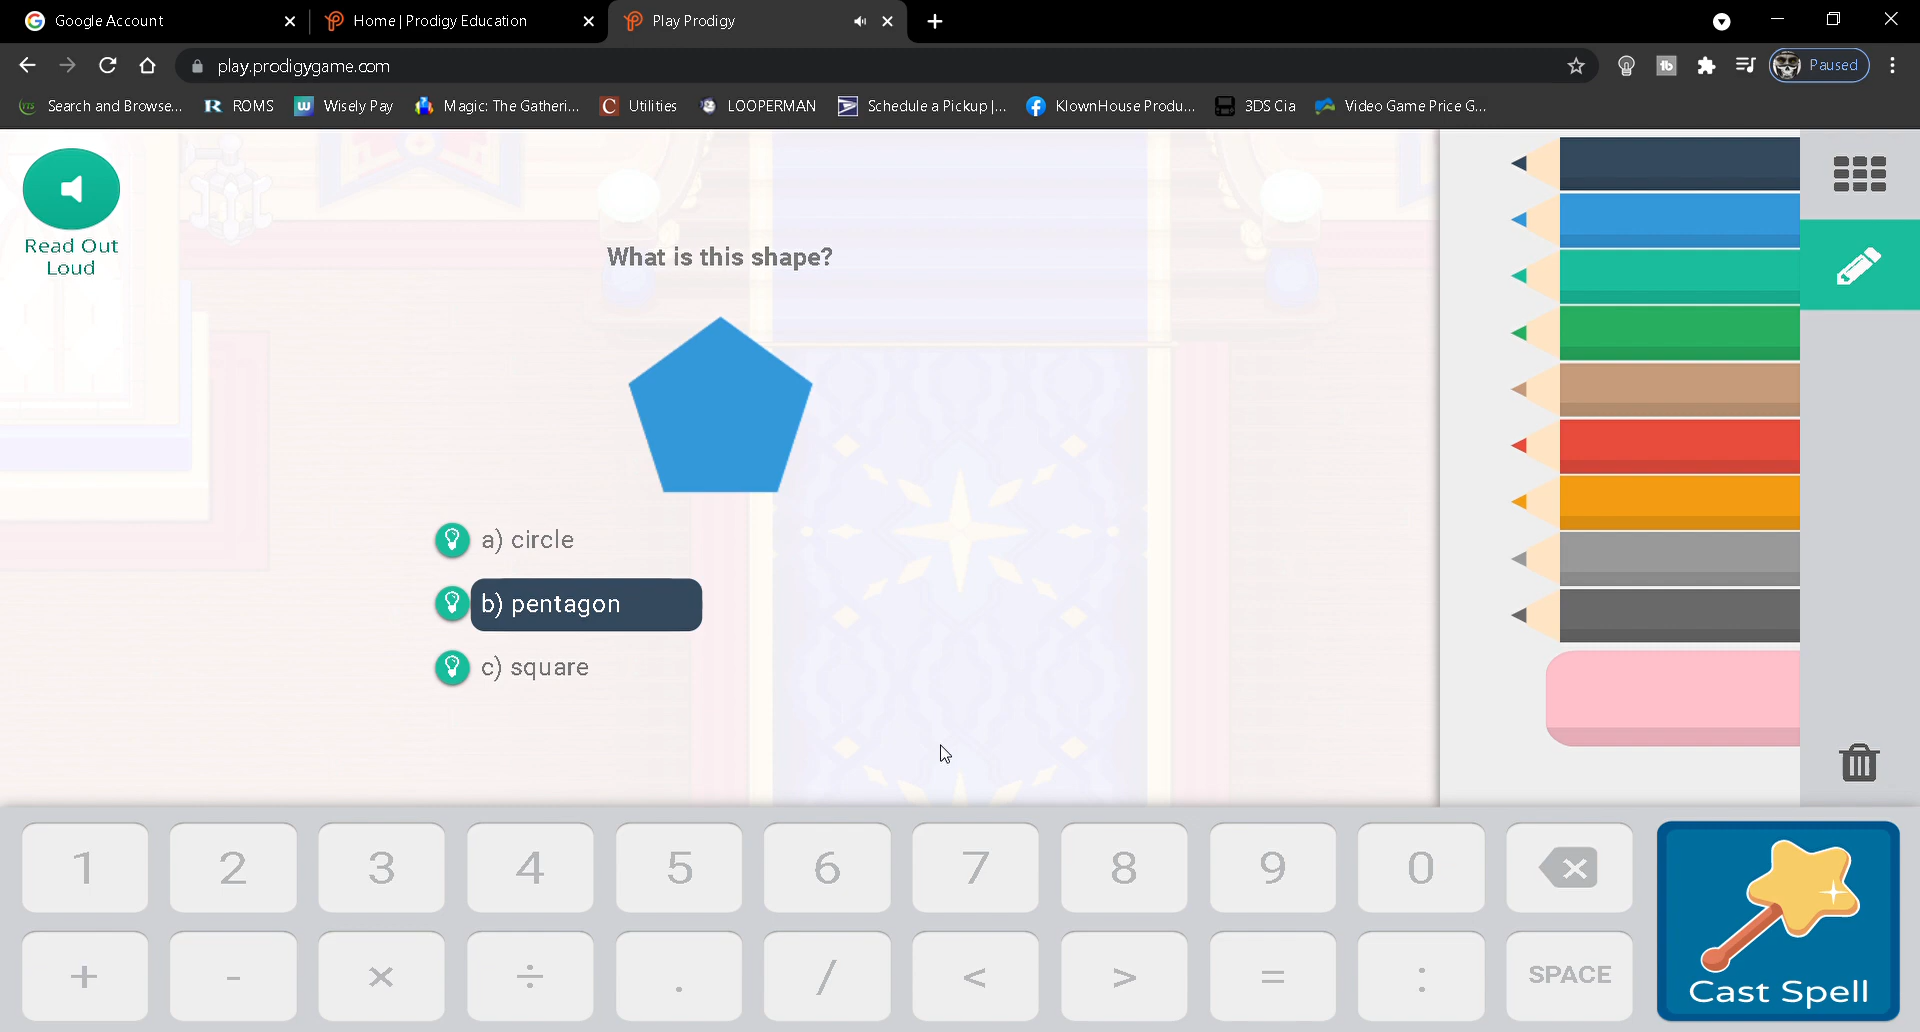 Google Account
Home | Prodigy Education
Play Prodigy
play.prodigygame.com
Paused
Search and Browse...
ROMS
Wisely Pay
Magic: The Gatheri...
Utilities
LOOPERMAN
Schedule a Pickup |...
KlownHouse Produ...
3DS Cia
Video Game Price G...
Read Out
Loud
What is this shape?
a) circle
b) pentagon
c) square
1 2 3 4 5 6 7 8 9 0
+ - × ÷ . / < > = : SPACE
Cast Spell